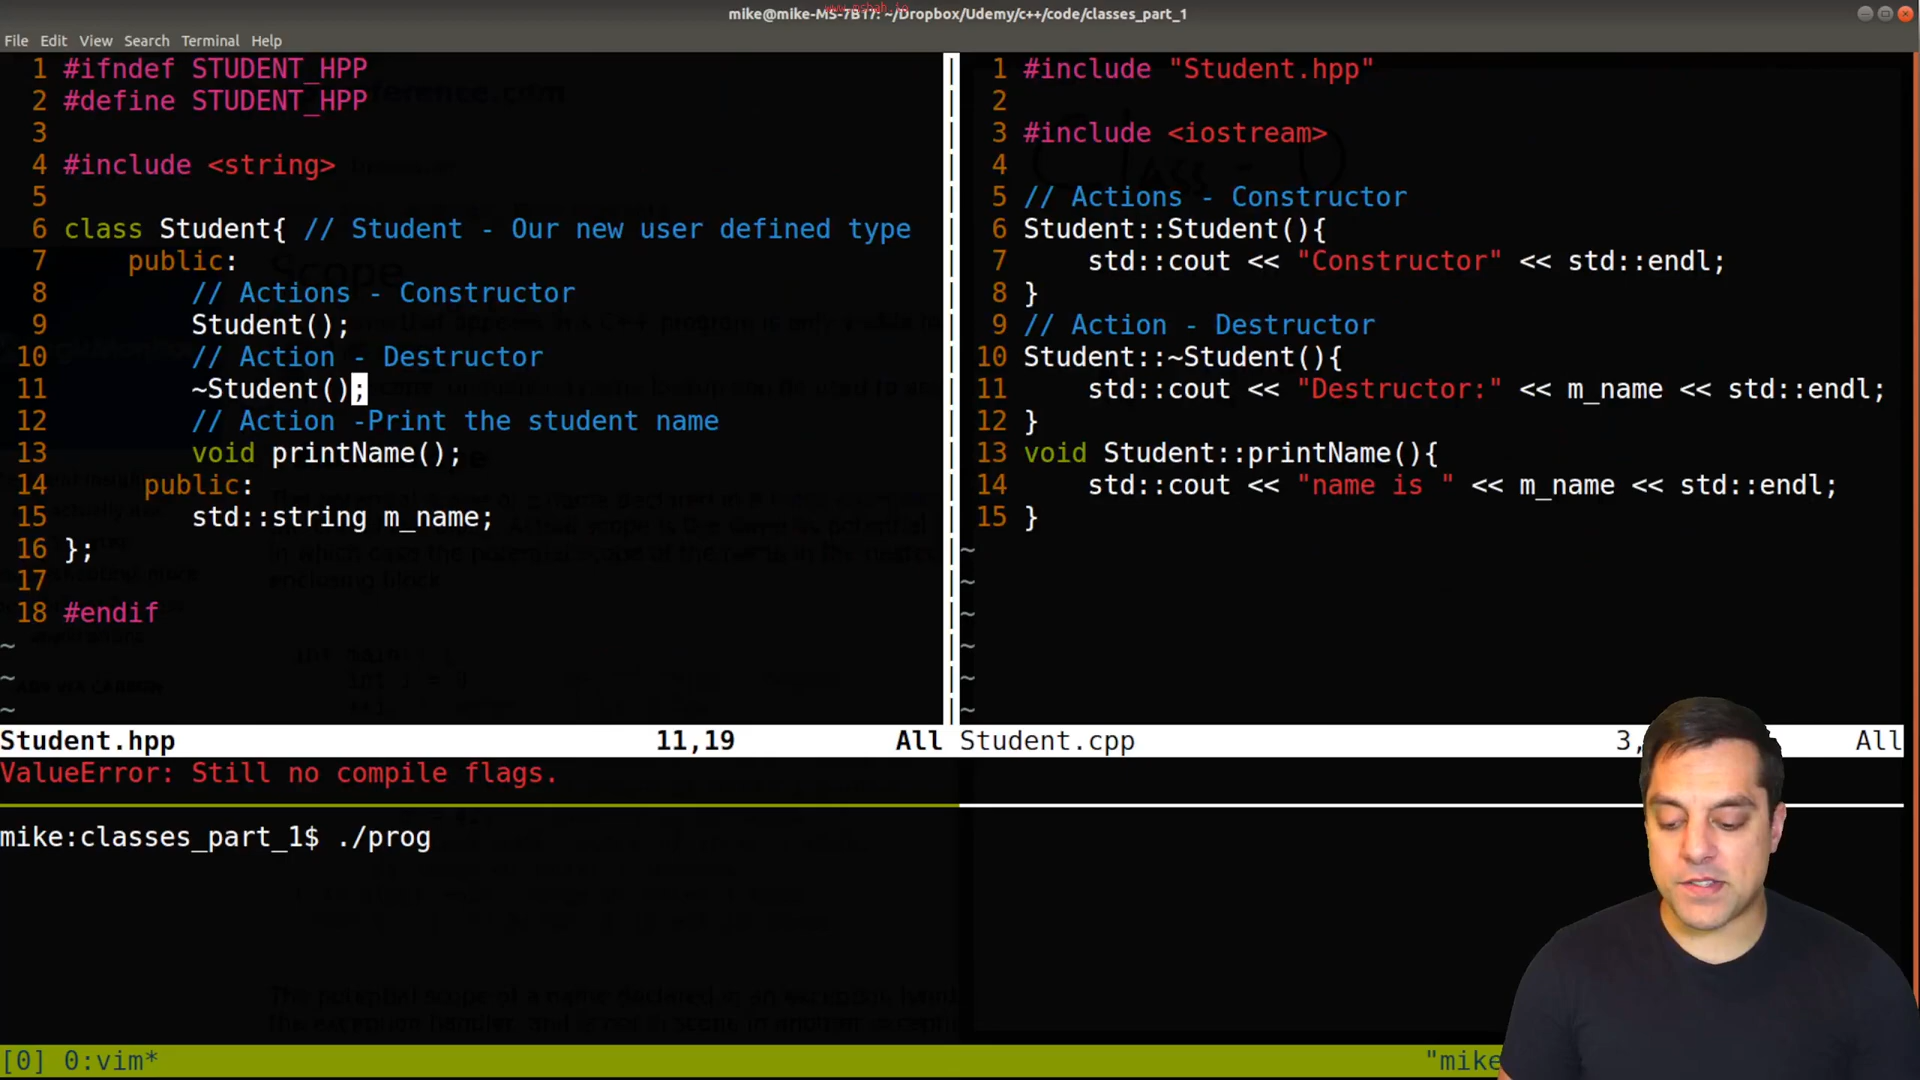 www.mshah.io
mike@mike-MS-7B17: ~/Dropbox/Udemy/c++/code/classes_part_1
File Edit View Search Terminal Help
1 #ifndef STUDENT_HPP
2 #define STUDENT_HPP
3
4 #include <string>
5
6 class Student{ // Student - Our new user defined type
7 public:
8 // Actions - Constructor
9 Student();
10 // Action - Destructor
11 ~Student();
12 // Action -Print the student name
13 void printName();
14 public:
15 std::string m_name;
16 };
17
18 #endif
~
~
~
Student.hpp 11,19 All
1 #include "Student.hpp"
2
3 #include <iostream>
4
5 // Actions - Constructor
6 Student::Student(){
7 std::cout << "Constructor" << std::endl;
8 }
9 // Action - Destructor
10 Student::~Student(){
11 std::cout << "Destructor:" << m_name << std::endl;
12 }
13 void Student::printName(){
14 std::cout << "name is " << m_name << std::endl;
15 }
~
~
~
~
~
~
Student.cpp 3, All
ValueError: Still no compile flags.
mike:classes_part_1$ ./prog
[0] 0:vim* "mike